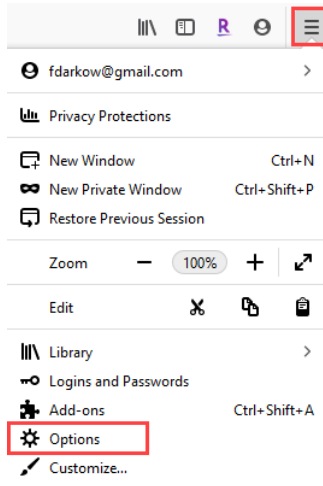 R
fdarkow@gmail.com
Privacy Protections
New Window Ctrl+N
New Private Window Ctrl+Shift+P
Restore Previous Session
Zoom 100%
Edit
Library
Logins and Passwords
Add-ons Ctrl+Shift+A
Options
Customize...